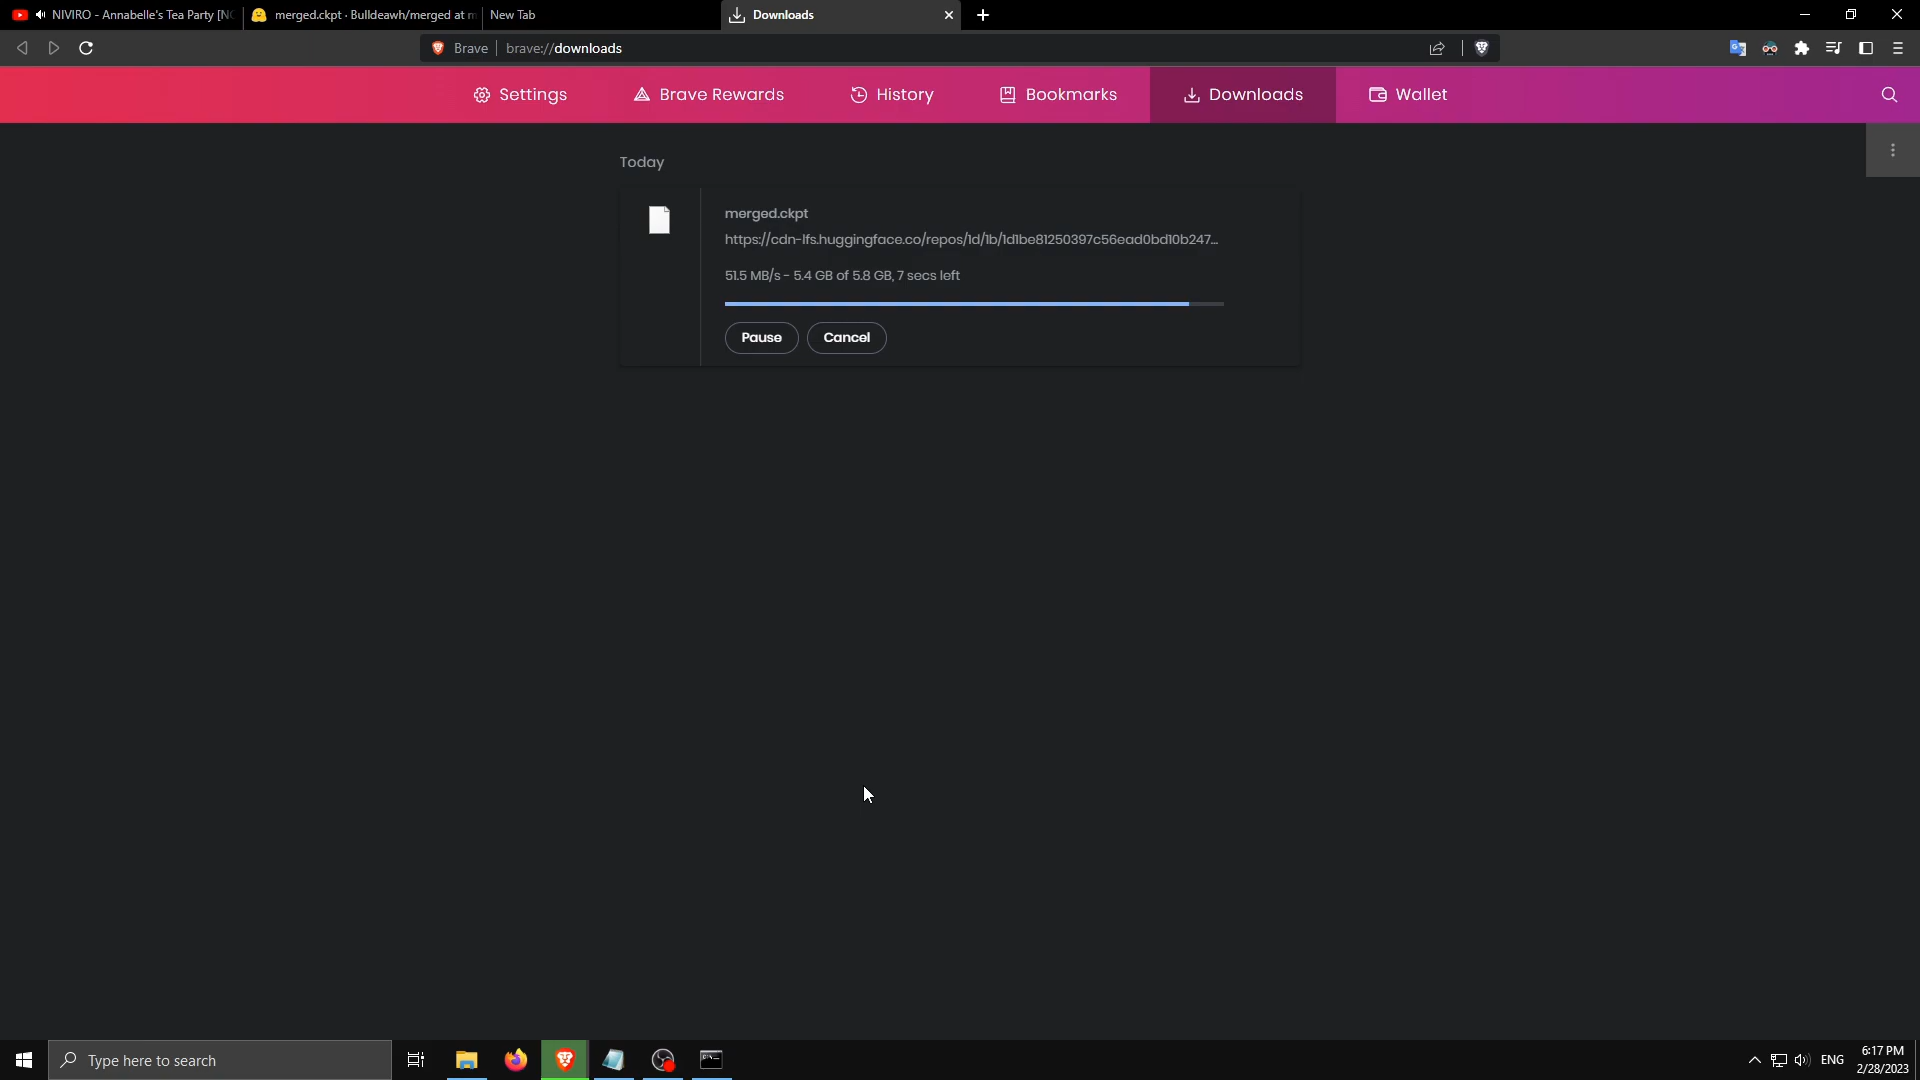 NIVIRO - Annabelle's Tea Party [NC
merged.ckpt · Bulldeawh/merged at m
New Tab
Downloads
Brave
brave://downloads
Settings
Brave Rewards
History
Bookmarks
Downloads
Wallet
Today
merged.ckpt
https://cdn-lfs.huggingface.co/repos/1d/1b/1d1be81250397c56ead0bd10b247...
51.5 MB/s - 5.4 GB of 5.8 GB, 7 secs left
Pause
Cancel
Type here to search
ENG
6:17 PM
2/28/2023